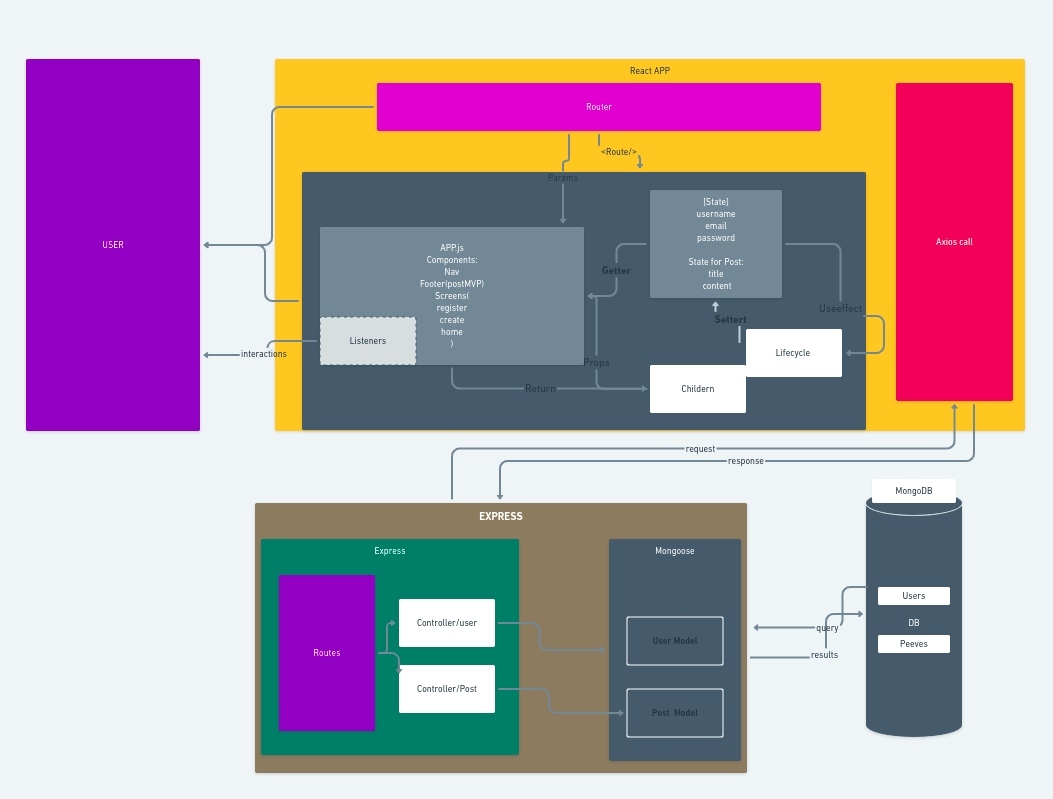 React APP
Router
<Route/>
Params
USER
Axios call
[State]
username
email
password
State for Post:
title
content
APP.js
Components:
Nav
Footer(postMVP)
Screens(
register
create
home
)
Getter
Useeffect
Settert
Listeners
interactions
Lifecycle
Props
Return
Childern
request
response
MongoDB
EXPRESS
Express
Mongoose
Users
DB
Peeves
Controller/user
query
User Model
Routes
results
Controller/Post
Post Model